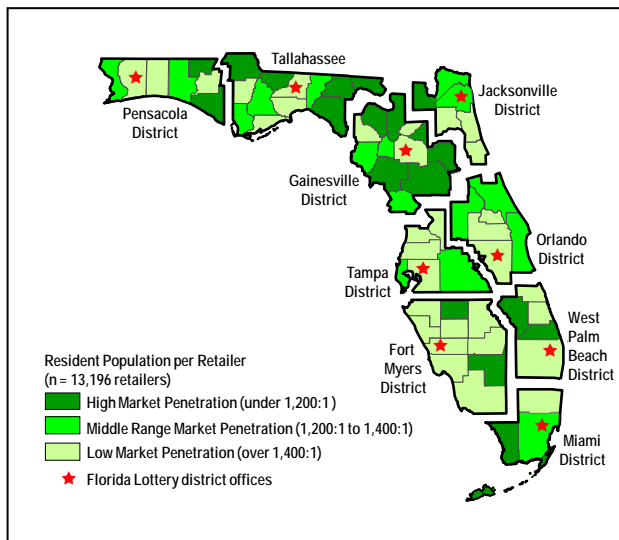 Tallahassee
Jacksonville
District
Pensacola
District
Gainesville
District
Orlando
District
Tampa
District
West
Palm
Beach
District
Fort
Myers
District
Miami
District
Resident Population per Retailer
(n = 13,196 retailers)
High Market Penetration (under 1,200:1)
Middle Range Market Penetration (1,200:1 to 1,400:1)
Low Market Penetration (over 1,400:1)
Florida Lottery district offices